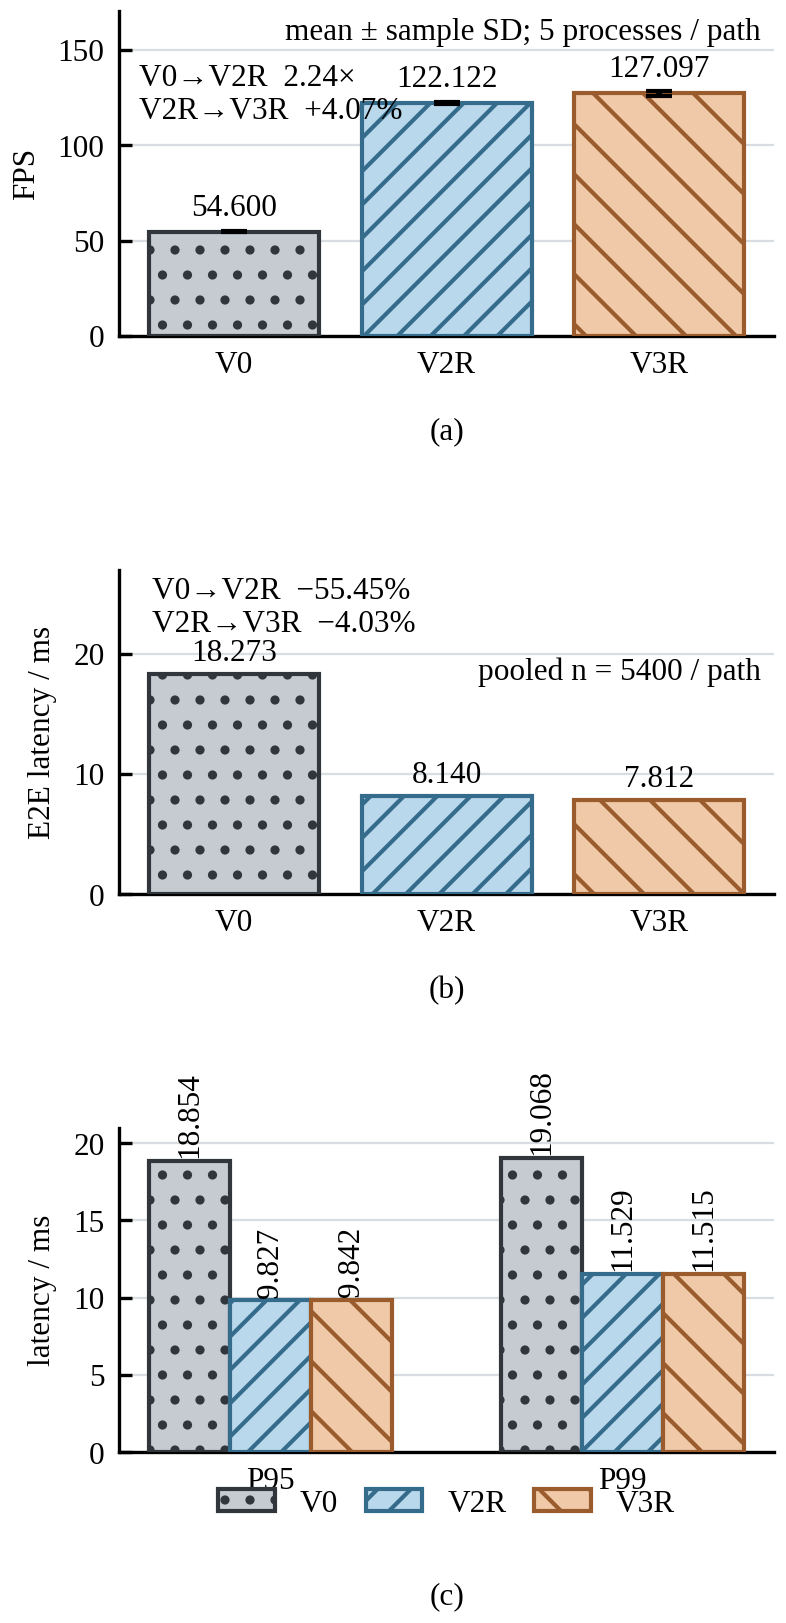 mean ± sample SD; 5 processes / path
V0→V2R 2.24×
V2R→V3R +4.07%
54.600
122.122
127.097
FPS
150
100
50
0
V0
V2R
V3R
(a)
V0→V2R −55.45%
V2R→V3R −4.03%
pooled n = 5400 / path
18.273
8.140
7.812
E2E latency / ms
20
10
0
V0
V2R
V3R
(b)
18.854
9.827
9.842
19.068
11.529
11.515
latency / ms
20
15
10
5
0
P95
P99
V0
V2R
V3R
(c)